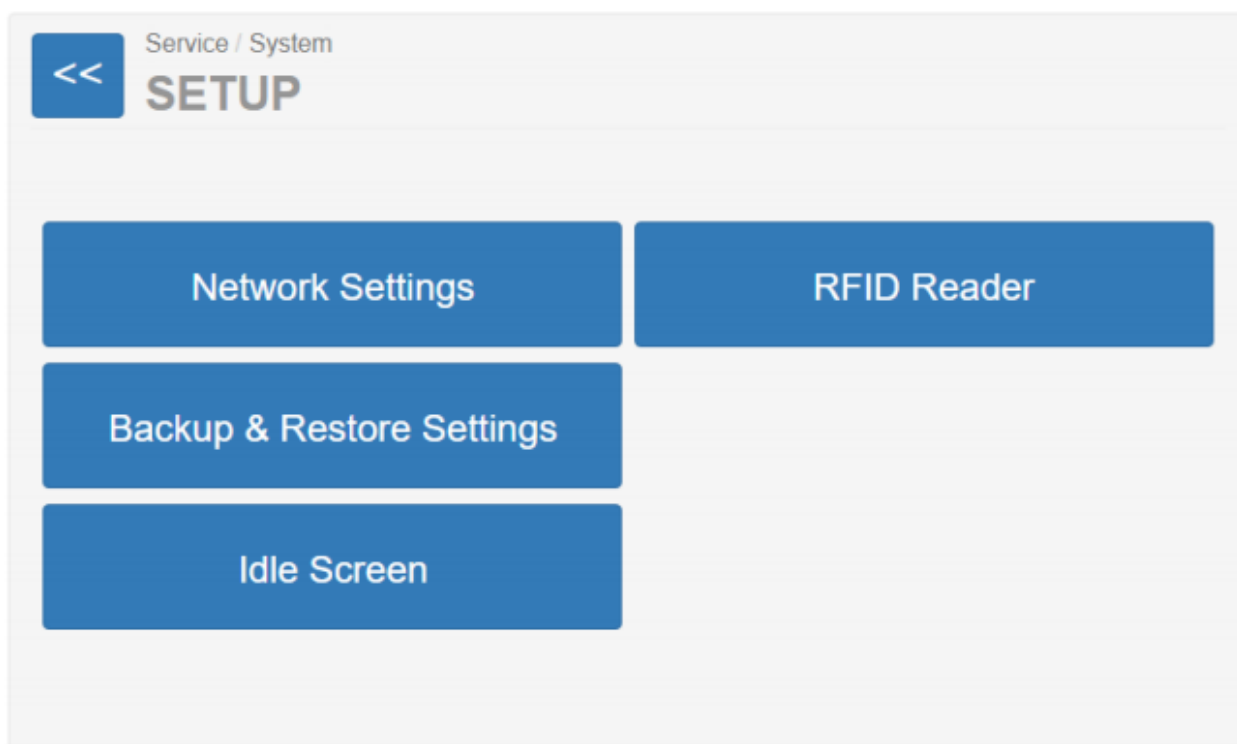 <<
Service / System
SETUP
Network Settings
RFID Reader
Backup & Restore Settings
Idle Screen